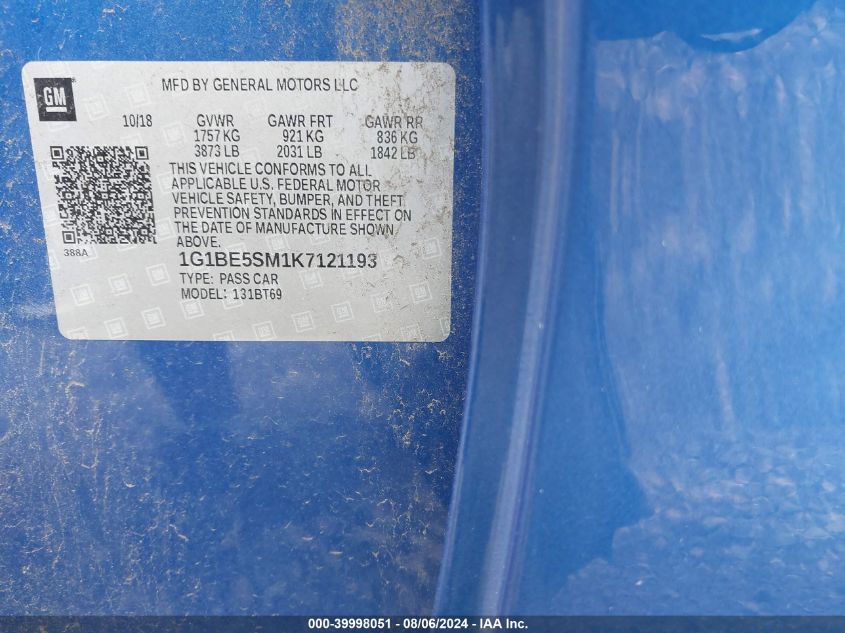 GM
MFD BY GENERAL MOTORS LLC
10/18 GVWR GAWR FRT GAWR RR
1757 KG 921 KG 836 KG
3873 LB 2031 LB 1842 LB
THIS VEHICLE CONFORMS TO ALL
APPLICABLE U.S. FEDERAL MOTOR
VEHICLE SAFETY, BUMPER, AND THEFT
PREVENTION STANDARDS IN EFFECT ON
THE DATE OF MANUFACTURE SHOWN
ABOVE.
388A
1G1BE5SM1K7121193
TYPE: PASS CAR
MODEL: 131BT69
000-39998051 - 08/06/2024 - IAA Inc.